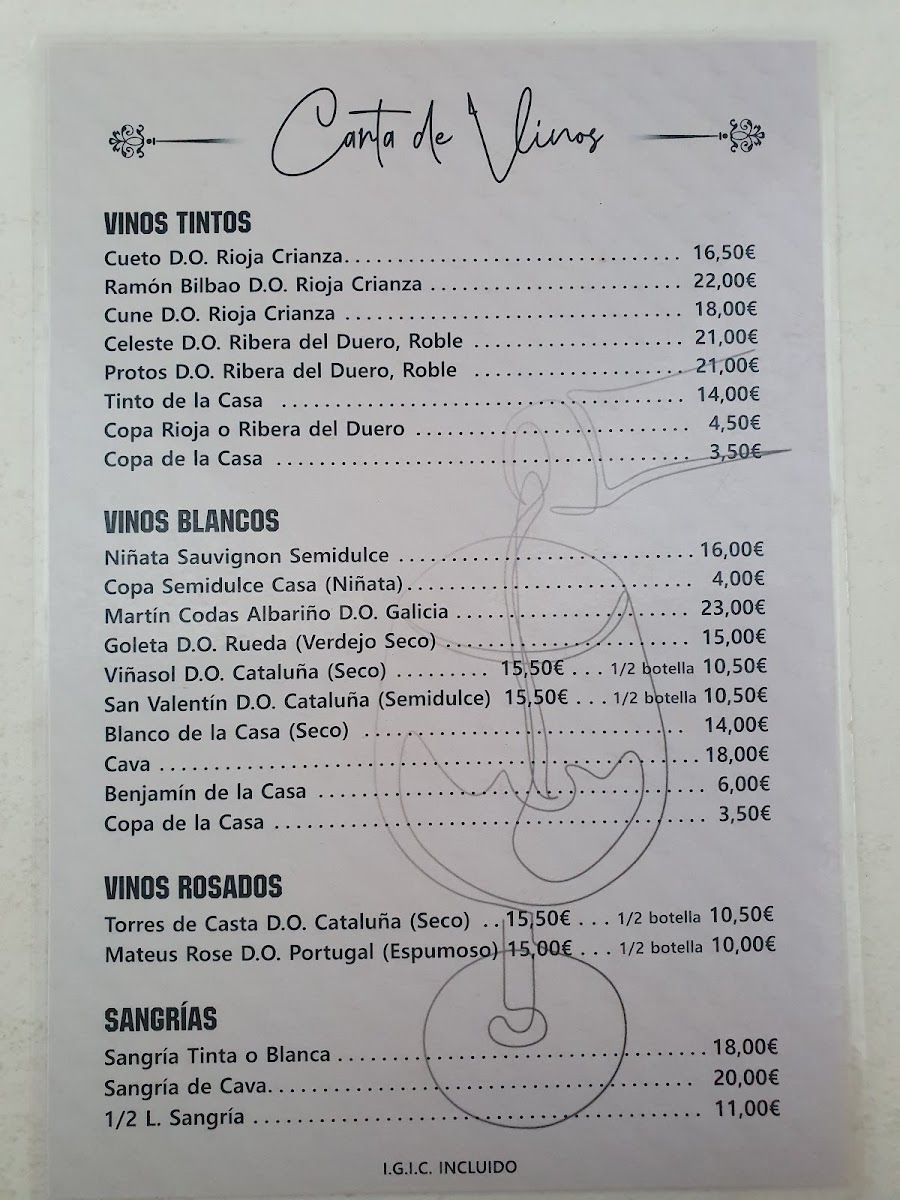 Carta de Vinos
VINOS TINTOS
Cueto D.O. Rioja Crianza................................ 16,50€
Ramón Bilbao D.O. Rioja Crianza ........................ 22,00€
Cune D.O. Rioja Crianza ................................ 18,00€
Celeste D.O. Ribera del Duero, Roble .................... 21,00€
Protos D.O. Ribera del Duero, Roble .................... 21,00€
Tinto de la Casa ...................................... 14,00€
Copa Rioja o Ribera del Duero .......................... 4,50€
Copa de la Casa ....................................... 3,50€
VINOS BLANCOS
Niñata Sauvignon Semidulce ............................ 16,00€
Copa Semidulce Casa (Niñata)........................... 4,00€
Martín Codas Albariño D.O. Galicia ...................... 23,00€
Goleta D.O. Rueda (Verdejo Seco) ....................... 15,00€
Viñasol D.O. Cataluña (Seco) ......... 15,50€ ... 1/2 botella 10,50€
San Valentín D.O. Cataluña (Semidulce) 15,50€ ... 1/2 botella 10,50€
Blanco de la Casa (Seco) ............................... 14,00€
Cava ................................................... 18,00€
Benjamín de la Casa .................................... 6,00€
Copa de la Casa ........................................ 3,50€
VINOS ROSADOS
Torres de Casta D.O. Cataluña (Seco) ..15,50€ ... 1/2 botella 10,50€
Mateus Rose D.O. Portugal (Espumoso) 15,00€ ... 1/2 botella 10,00€
SANGRÍAS
Sangría Tinta o Blanca ................................... 18,00€
Sangría de Cava........................................ 20,00€
1/2 L. Sangría .......................................... 11,00€
I.G.I.C. INCLUIDO